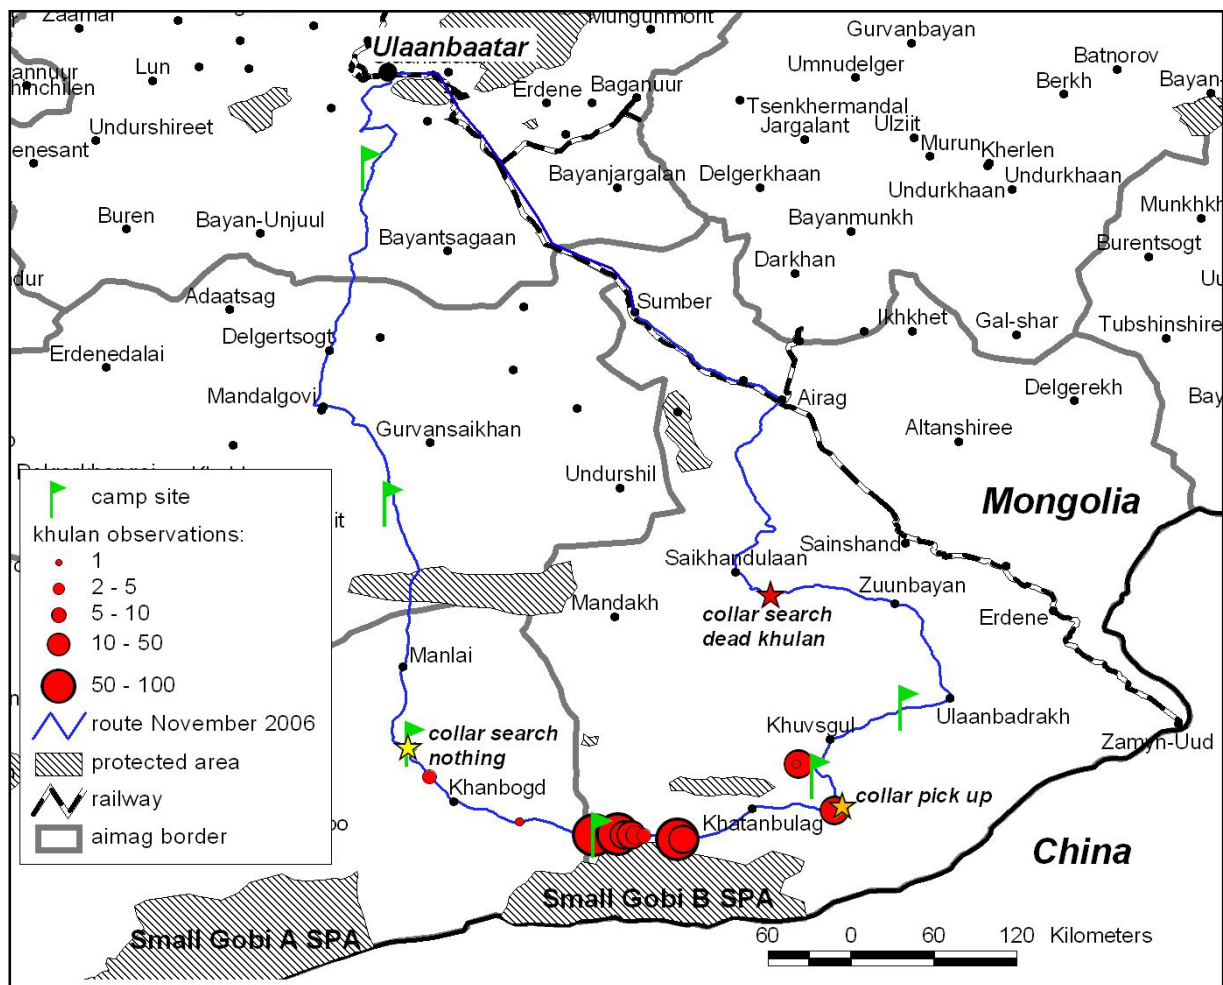 Zaamar
Mungunmorit
Ulaanbaatar
Gurvanbayan
Batnorov
Lun
Umnudelger
Berkh
Bayan-
annuur
hinchilen
Erdene
Baganuur
Tsenkhermandal
Jargalant
Ulziit
Undurshireet
Murun
Kherlen
enesant
Bayanjargalan
Delgerkhaan
Undurkhaan
Undurkhaan
Buren
Bayan-Unjuul
Bayanmunkh
Munkhkh
Bayantsagaan
Burentsogt
Darkhan
dur
Uu
Adaatsag
Sumber
Ikhkhet
Gal-shar
Tubshinshire
Delgertsogt
Erdenedalai
Mandalgovi
Airag
Delgerekh
Bay
Gurvansaikhan
Altanshiree
Undurshil
Mongolia
it
Sainshand
Saikhandulaan
Zuunbayan
Mandakh
collar search
dead khulan
Erdene
Manlai
Ulaanbadrakh
Khuvsgul
Zamyn-Uud
collar search
nothing
Khanbogd
collar pick up
Khatanbulag
bo
China
Small Gobi B SPA
Small Gobi A SPA
60 0 60 120 Kilometers
camp site
khulan observations:
1
2 - 5
5 - 10
10 - 50
50 - 100
route November 2006
protected area
railway
aimag border